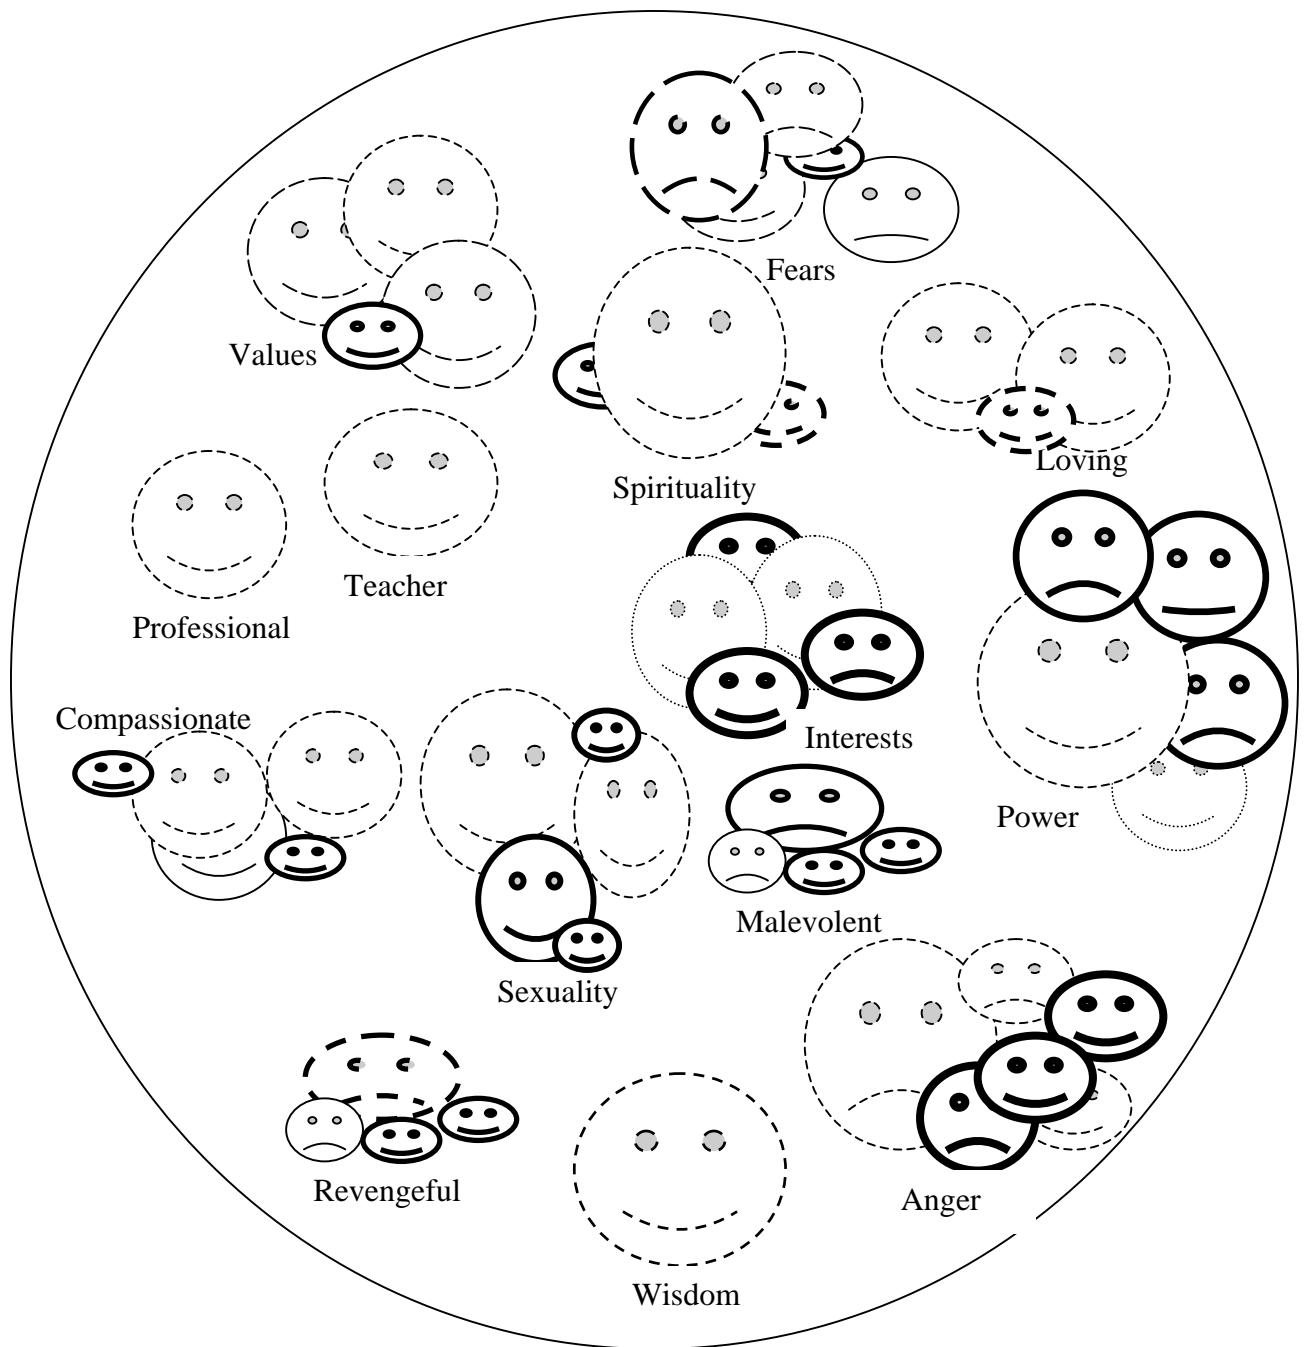 Fears
Values
Loving
Spirituality
Teacher
Professional
Compassionate
Interests
Power
Malevolent
Sexuality
Revengeful
Anger
Wisdom